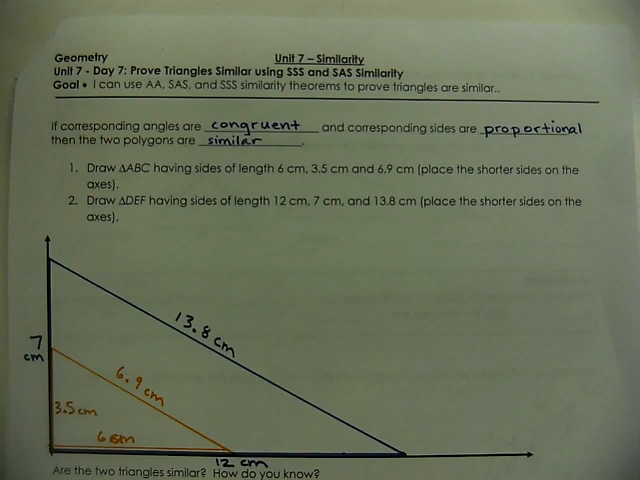 Geometry
Unit 7 – Similarity
Unit 7 - Day 7: Prove Triangles Similar using SSS and SAS Similarity
Goal • I can use AA, SAS, and SSS similarity theorems to prove triangles are similar..
If corresponding angles are congruent and corresponding sides are proportional
then the two polygons are similar.
1. Draw ΔABC having sides of length 6 cm, 3.5 cm and 6.9 cm (place the shorter sides on the
axes).
2. Draw ΔDEF having sides of length 12 cm, 7 cm, and 13.8 cm (place the shorter sides on the
axes).
13.8 cm
7
cm
6.9 cm
3.5cm
6 cm
12 cm
Are the two triangles similar? How do you know?